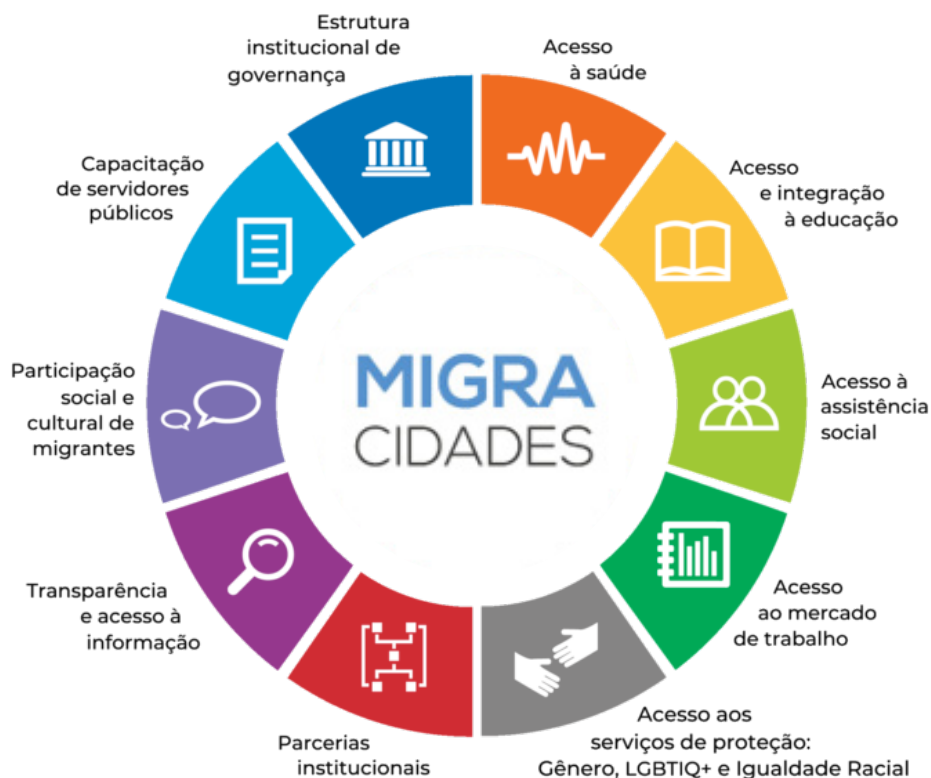 Estrutura
institucional de
governança
Acesso
à saúde
Acesso
e integração
à educação
Acesso à
assistência
social
Acesso
ao mercado
de trabalho
Acesso aos
serviços de proteção:
Gênero, LGBTIQ+ e Igualdade Racial
Parcerias
institucionais
Transparência
e acesso à
informação
Participação
social e
cultural de
migrantes
Capacitação
de servidores
públicos
MIGRA
CIDADES